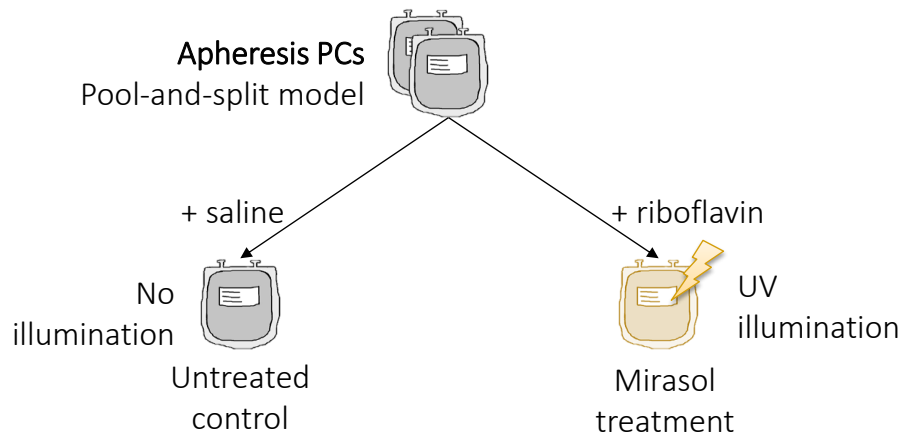 Apheresis PCs
Pool-and-split model
+ saline
+ riboflavin
No
illumination
UV
illumination
Untreated
control
Mirasol
treatment